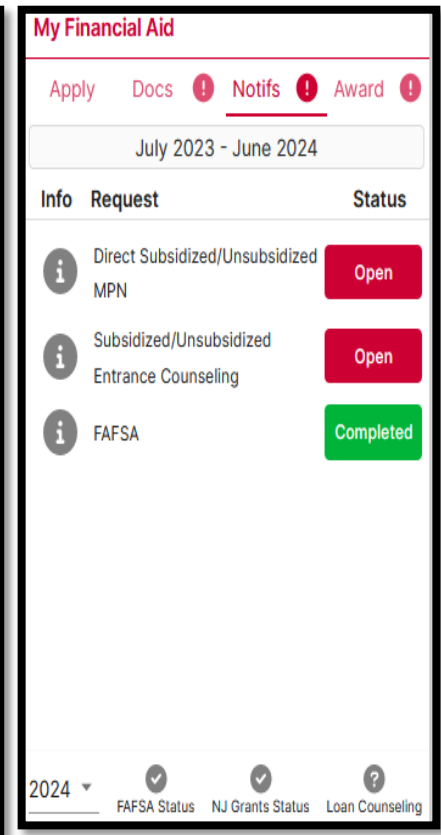 My Financial Aid
Apply Docs ! Notifs ! Award !
July 2023 - June 2024
Info Request Status
i Direct Subsidized/Unsubsidized
MPN
Open
i Subsidized/Unsubsidized
Entrance Counseling
Open
i FAFSA Completed
2024
FAFSA Status
NJ Grants Status
? Loan Counseling